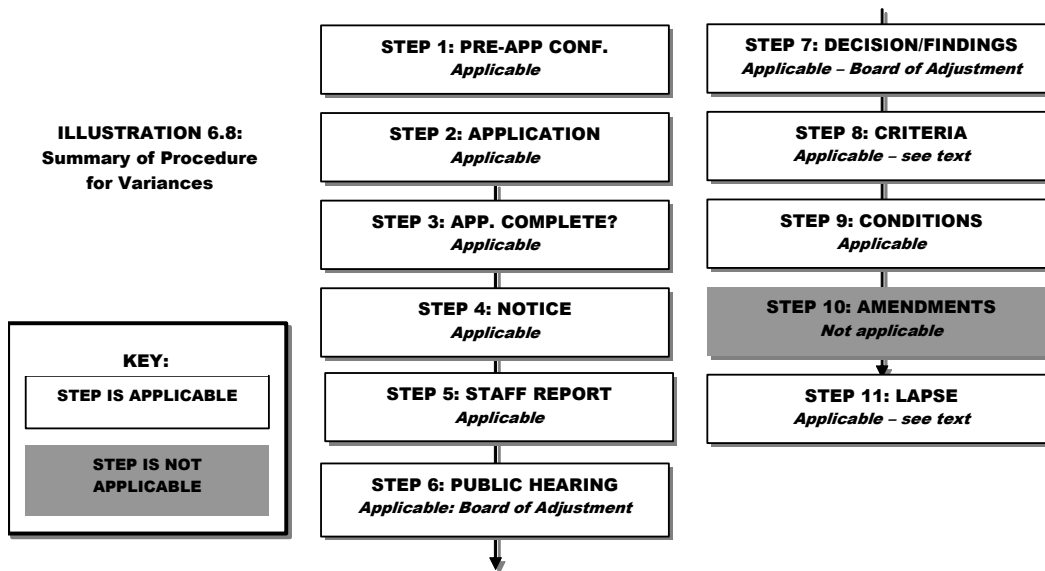 ILLUSTRATION 6.8:
Summary of Procedure
for Variances
KEY:
STEP IS APPLICABLE
STEP IS NOT
APPLICABLE
STEP 1: PRE-APP CONF.
Applicable
STEP 2: APPLICATION
Applicable
STEP 3: APP. COMPLETE?
Applicable
STEP 4: NOTICE
Applicable
STEP 5: STAFF REPORT
Applicable
STEP 6: PUBLIC HEARING
Applicable: Board of Adjustment
STEP 7: DECISION/FINDINGS
Applicable – Board of Adjustment
STEP 8: CRITERIA
Applicable – see text
STEP 9: CONDITIONS
Applicable
STEP 10: AMENDMENTS
Not applicable
STEP 11: LAPSE
Applicable – see text